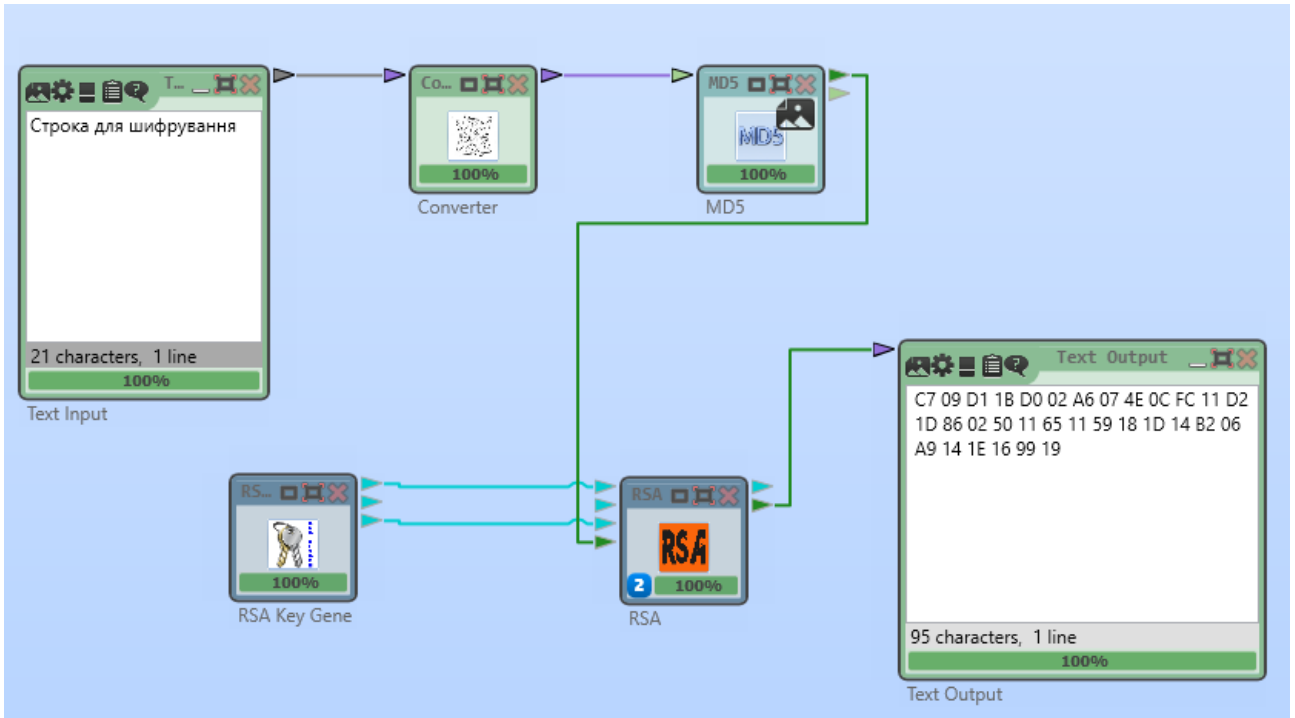 T...
Строка для шифрування
21 characters, 1 line
100%
Text Input
Co...
100%
Converter
MD5
MD5
100%
MD5
RS...
100%
RSA Key Gene
RSA
RSA
2
100%
RSA
Text Output
C7 09 D1 1B D0 02 A6 07 4E 0C FC 11 D2
1D 86 02 50 11 65 11 59 18 1D 14 B2 06
A9 14 1E 16 99 19
95 characters, 1 line
100%
Text Output